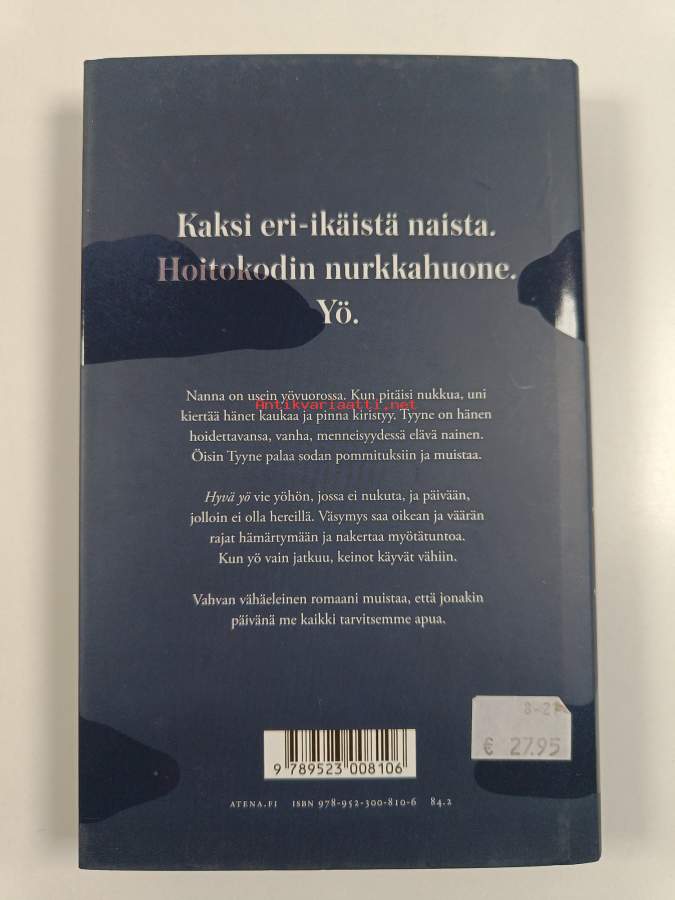 Kaksi eri-ikäistä naista.
Hoitokodin nurkkahuone.
Yö.
Nanna on usein yövuorossa. Kun pitäisi nukkua, uni
Antikvariaatti.net
kiertää hänet kaukaa ja pinna kiristyy. Tyyne on hänen
hoidettavansa, vanha, menneisyydessä elävä nainen.
Öisin Tyyne palaa sodan pommituksiin ja muistaa.
Hyvä yö vie yöhön, jossa ei nukuta, ja päivään,
jolloin ei olla hereillä. Väsymys saa oikean ja väärän
rajat hämärtymään ja nakertaa myötätuntoa.
Kun yö vain jatkuu, keinot käyvät vähiin.
Vahvan vähäeleinen romaani muistaa, että jonakin
päivänä me kaikki tarvitsemme apua.
€ 27.95
9 789523 008106
ATENA.FI ISBN 978-952-300-810-6 84.2